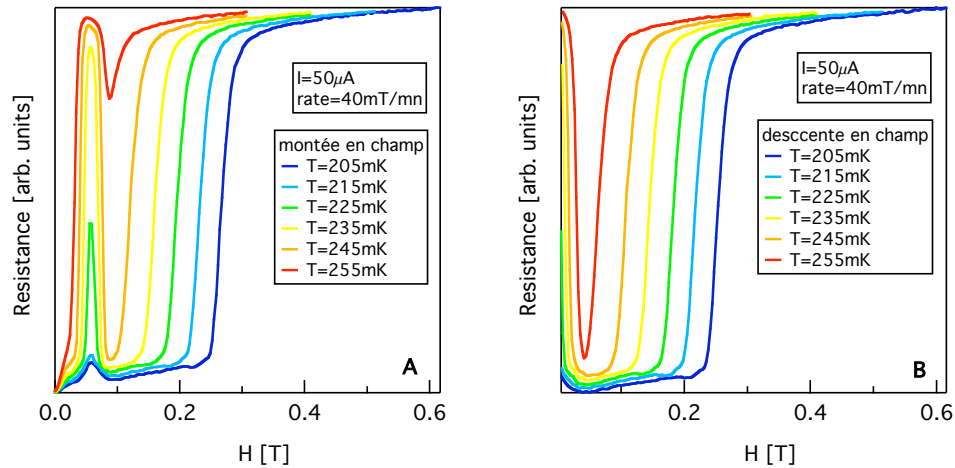 Resistance [arb. units]
I=50μA
rate=40mT/mn
montée en champ
T=205mK
T=215mK
T=225mK
T=235mK
T=245mK
T=255mK
A
0.0
0.2
0.4
0.6
H [T]
Resistance [arb. units]
I=50μA
rate=40mT/mn
desccente en champ
T=205mK
T=215mK
T=225mK
T=235mK
T=245mK
T=255mK
B
0.2
0.4
0.6
H [T]